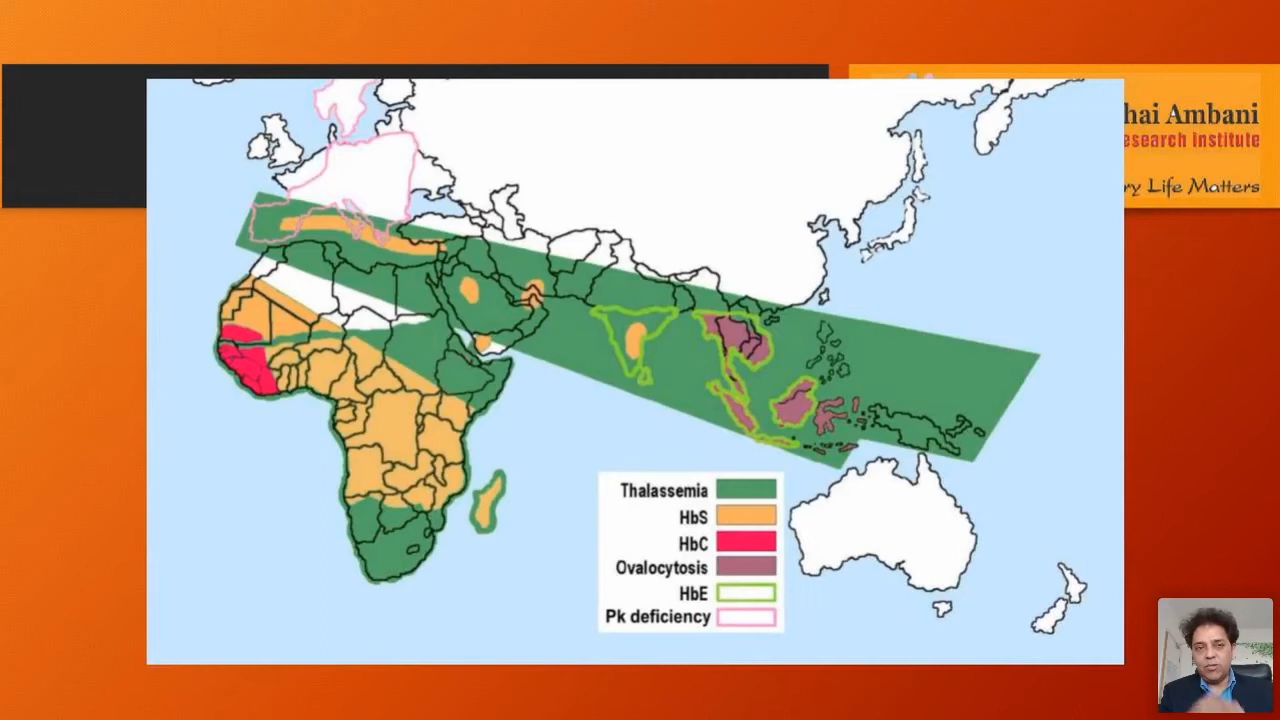 hai Ambani
esearch institute
ry Life Matters
Thalassemia
HbS
HbC
Ovalocytosis
HbE
Pk deficiency